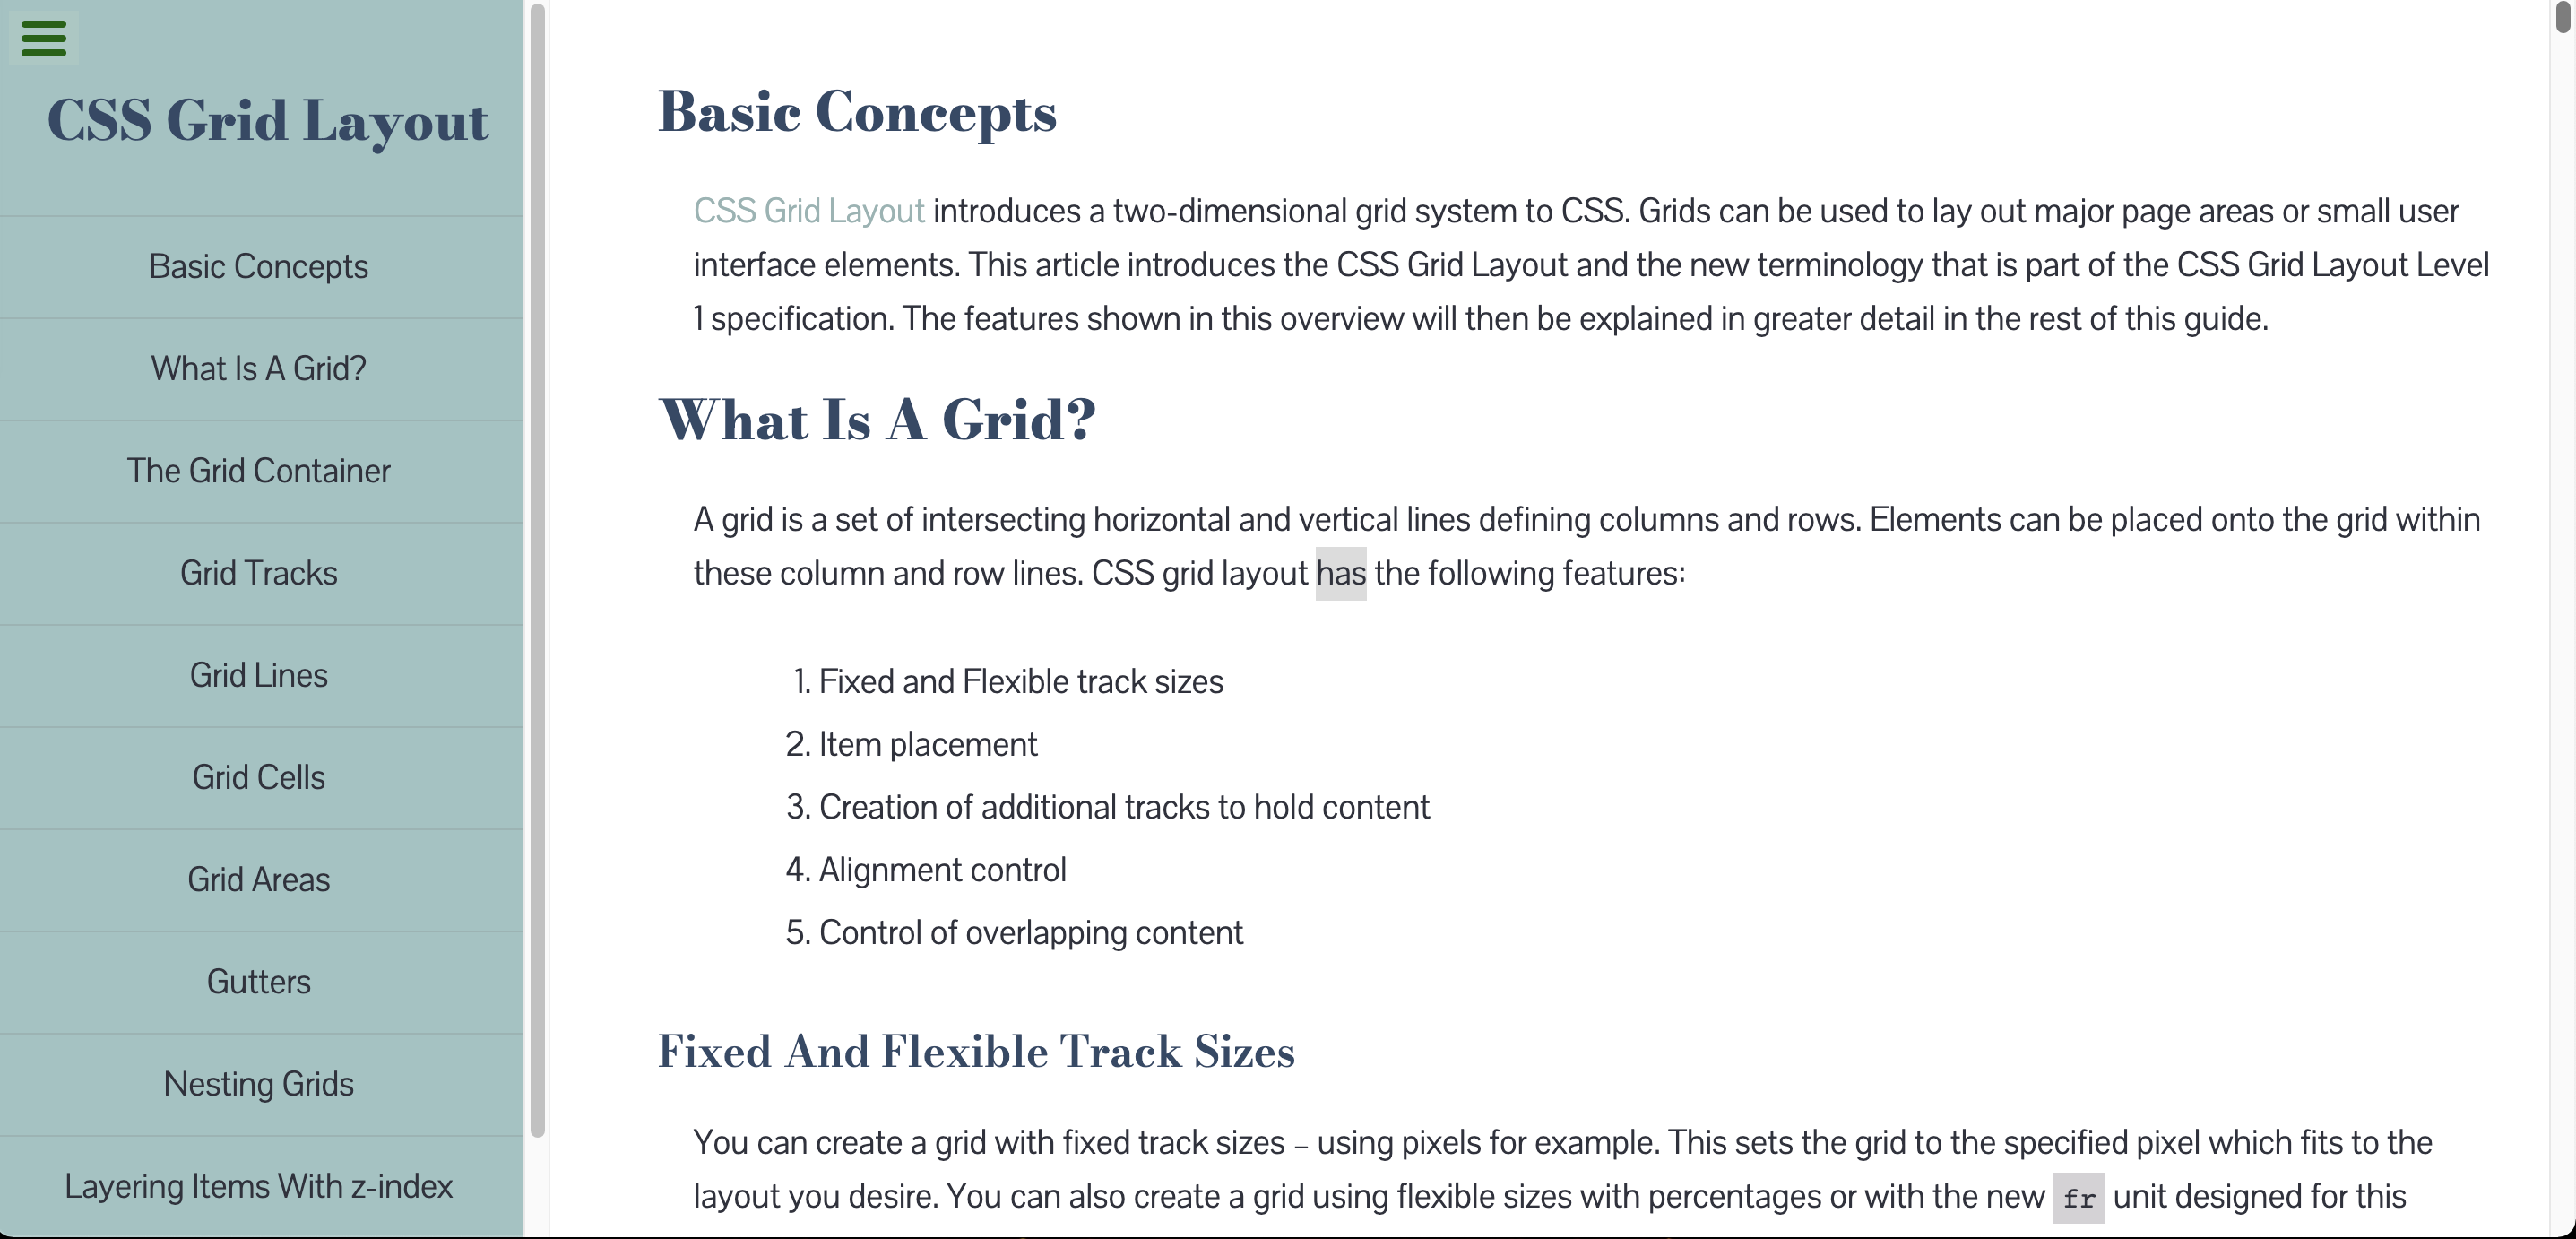 CSS Grid Layout
Basic Concepts
What Is A Grid?
The Grid Container
Grid Tracks
Grid Lines
Grid Cells
Grid Areas
Gutters
Nesting Grids
Layering Items With z-index
Basic Concepts
CSS Grid Layout introduces a two-dimensional grid system to CSS. Grids can be used to lay out major page areas or small user
interface elements. This article introduces the CSS Grid Layout and the new terminology that is part of the CSS Grid Layout Level
1 specification. The features shown in this overview will then be explained in greater detail in the rest of this guide.
What Is A Grid?
A grid is a set of intersecting horizontal and vertical lines defining columns and rows. Elements can be placed onto the grid within
these column and row lines. CSS grid layout has the following features:
1. Fixed and Flexible track sizes
2. Item placement
3. Creation of additional tracks to hold content
4. Alignment control
5. Control of overlapping content
Fixed And Flexible Track Sizes
You can create a grid with fixed track sizes – using pixels for example. This sets the grid to the specified pixel which fits to the
layout you desire. You can also create a grid using flexible sizes with percentages or with the new fr unit designed for this